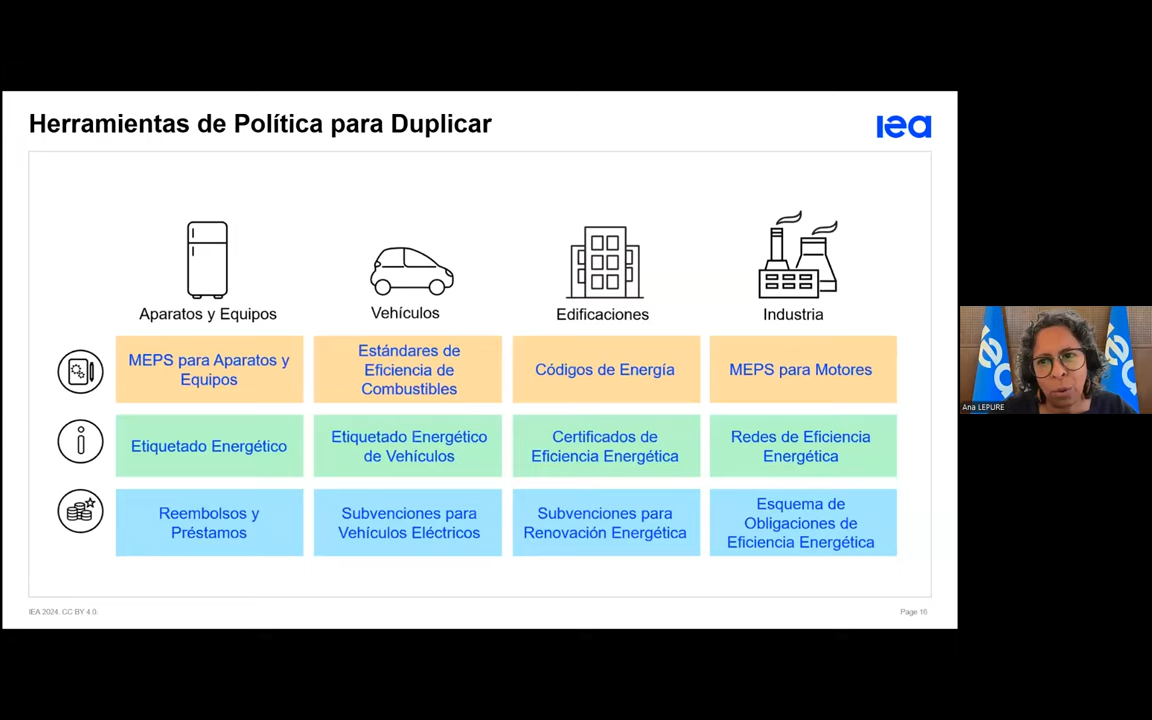 Herramientas de Política para Duplicar
iea
Aparatos y Equipos
Vehículos
Edificaciones
Industria
MEPS para Aparatos y
Equipos
Estándares de
Eficiencia de
Combustibles
Códigos de Energía
MEPS para Motores
Etiquetado Energético
Etiquetado Energético
de Vehículos
Certificados de
Eficiencia Energética
Redes de Eficiencia
Energética
Reembolsos y
Préstamos
Subvenciones para
Vehículos Eléctricos
Subvenciones para
Renovación Energética
Esquema de
Obligaciones de
Eficiencia Energética
IEA 2024. CC BY 4.0.
Page 16
iea
iea
Ana LEPURE